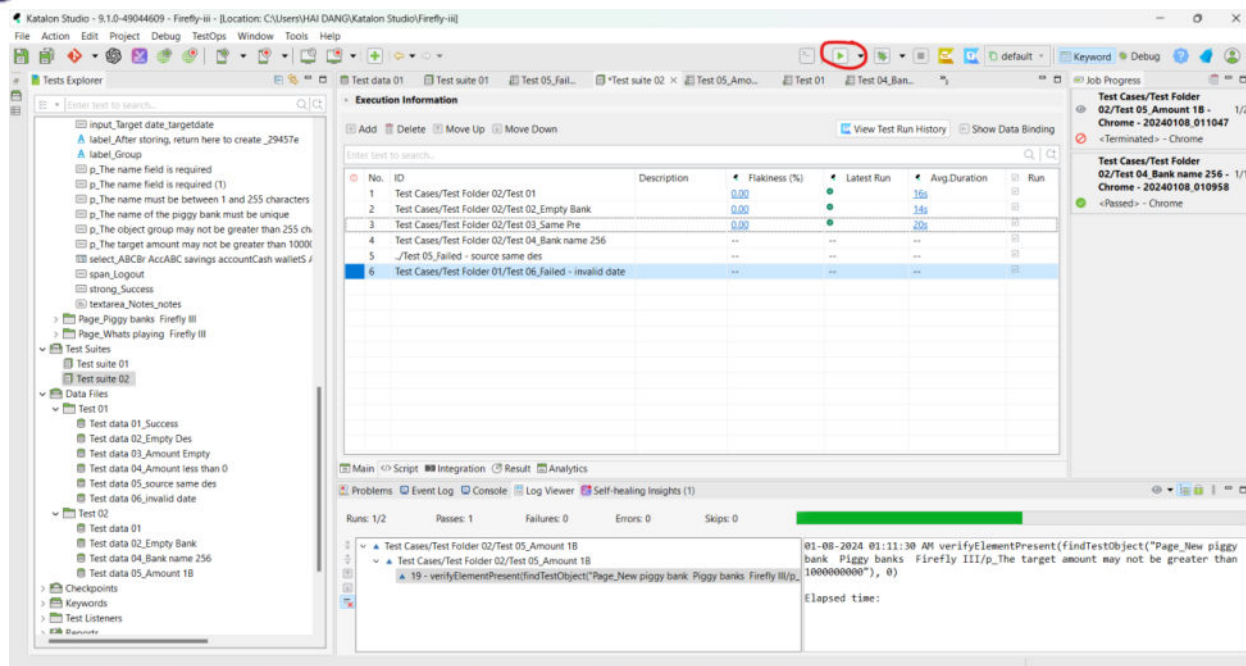 Katalon Studio - 9.1.0-49044609 - Firefly-iii - [Location: C:\Users\HAI DANG\Katalon Studio\Firefly-iii]
File Action Edit Project Debug TestOps Window Tools Help
default
Keyword
Debug
Tests Explorer
Enter text to search...
input_Target date_targetdate
label_After storing, return here to create _29457e
label_Group
p_The name field is required
p_The name field is required (1)
p_The name must be between 1 and 255 characters
p_The name of the piggy bank must be unique
p_The object group may not be greater than 255 ch
p_The target amount may not be greater than 1000
select_ABCBr AccABC savings accountCash walletS
span_Logout
strong_Success
textarea_Notes_notes
Page_Piggy banks Firefly III
Page_Whats playing Firefly III
Test Suites
Test suite 01
Test suite 02
Data Files
Test 01
Test data 01_Success
Test data 02_Empty Des
Test data 03_Amount Empty
Test data 04_Amount less than 0
Test data 05_source same des
Test data 06_invalid date
Test 02
Test data 01
Test data 02_Empty Bank
Test data 04_Bank name 256
Test data 05_Amount 1B
Checkpoints
Keywords
Test Listeners
Reports
Test data 01 Test suite 01 Test 05_Fail... *Test suite 02 Test 05_Amo... Test 01 Test 04_Ban...
Execution Information
Add Delete Move Up Move Down View Test Run History Show Data Binding
Enter text to search...
No. ID Description Flakiness (%) Latest Run Avg.Duration Run
1 Test Cases/Test Folder 02/Test 01 0.00 16s
2 Test Cases/Test Folder 02/Test 02_Empty Bank 0.00 14s
3 Test Cases/Test Folder 02/Test 03_Same Pre 0.00 20s
4 Test Cases/Test Folder 02/Test 04_Bank name 256 -- -- --
5 ../Test 05_Failed - source same des -- -- --
6 Test Cases/Test Folder 01/Test 06_Failed - invalid date -- -- --
Main Script Integration Result Analytics
Problems Event Log Console Log Viewer Self-healing Insights (1)
Runs: 1/2 Passes: 1 Failures: 0 Errors: 0 Skips: 0
Test Cases/Test Folder 02/Test 05_Amount 1B
Test Cases/Test Folder 02/Test 05_Amount 1B
19 - verifyElementPresent(findTestObject("Page_New piggy bank Piggy banks Firefly III/p_
01-08-2024 01:11:30 AM verifyElementPresent(findTestObject("Page_New piggy
bank Piggy banks Firefly III/p_The target amount may not be greater than
1000000000"), 0)
Elapsed time:
Job Progress
Test Cases/Test Folder
02/Test 05_Amount 1B - 1/2
Chrome - 20240108_011047
<Terminated> - Chrome
Test Cases/Test Folder
02/Test 04_Bank name 256 - 1/1
Chrome - 20240108_010958
<Passed> - Chrome